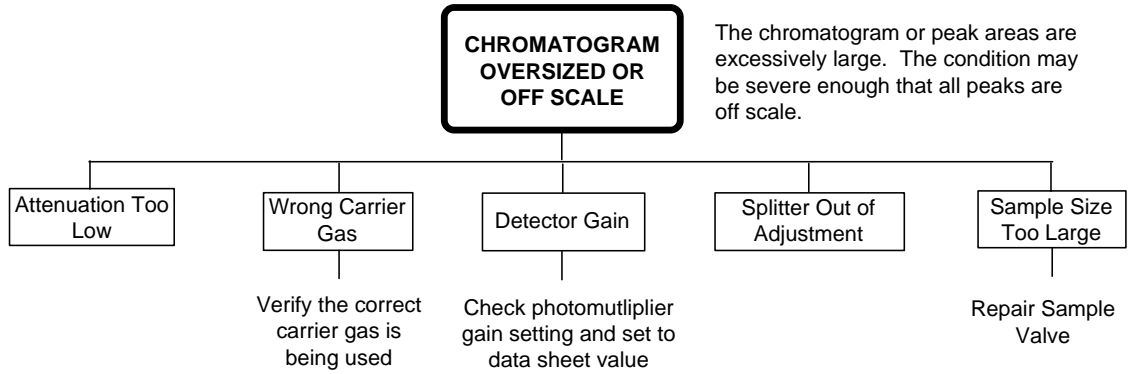 CHROMATOGRAM
OVERSIZED OR
OFF SCALE
The chromatogram or peak areas are
excessively large.  The condition may
be severe enough that all peaks are
off scale.
Attenuation Too
Low
Wrong Carrier
Gas
Detector Gain
Splitter Out of
Adjustment
Sample Size
Too Large
Verify the correct
carrier gas is
being used
Check photomutliplier
gain setting and set to
data sheet value
Repair Sample
Valve